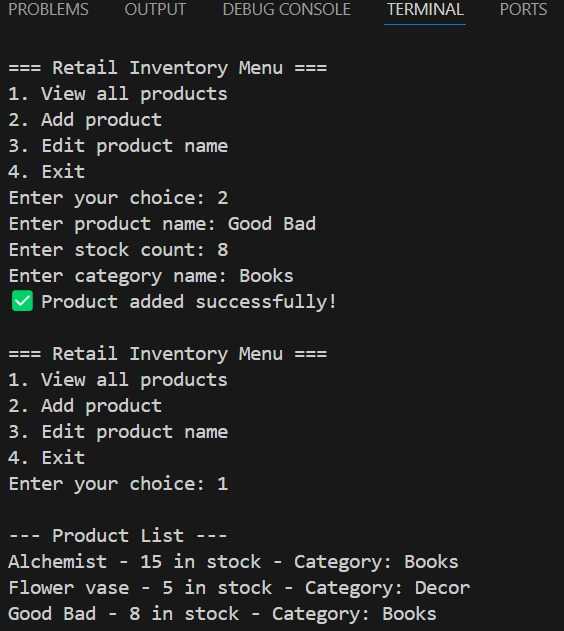 PROBLEMS OUTPUT DEBUG CONSOLE TERMINAL PORTS
=== Retail Inventory Menu ===
1. View all products
2. Add product
3. Edit product name
4. Exit
Enter your choice: 2
Enter product name: Good Bad
Enter stock count: 8
Enter category name: Books
✅ Product added successfully!
=== Retail Inventory Menu ===
1. View all products
2. Add product
3. Edit product name
4. Exit
Enter your choice: 1
--- Product List ---
Alchemist - 15 in stock - Category: Books
Flower vase - 5 in stock - Category: Decor
Good Bad - 8 in stock - Category: Books